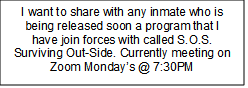 I want to share with any inmate who is
being released soon a program that I
have join forces with called S.O.S.
Surviving Out-Side. Currently meeting on
Zoom Monday's @ 7:30PM